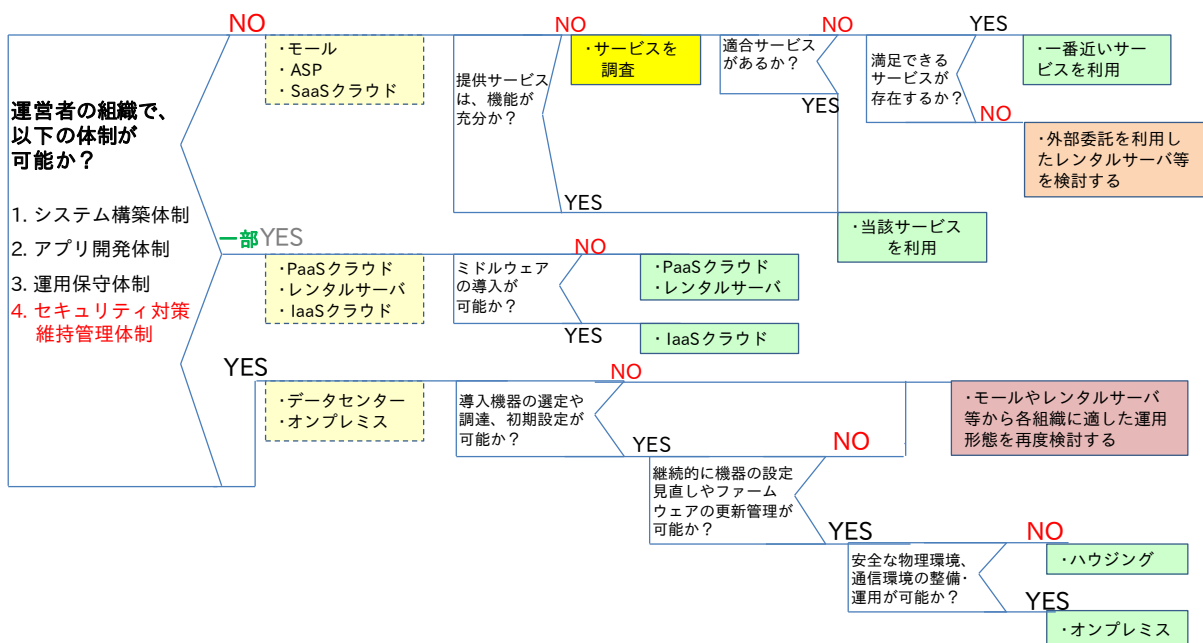 運営者の組織で、
以下の体制が
可能か？
1. システム構築体制
2. アプリ開発体制
3. 運用保守体制
4. セキュリティ対策
維持管理体制
NO
・モール
・ASP
・SaaSクラウド
提供サービス
は、機能が
充分か？
NO
・サービスを
調査
適合サービス
があるか？
NO
満足できる
サービスが
存在するか？
YES
・一番近いサー
ビスを利用
NO
・外部委託を利用し
たレンタルサーバ等
を検討する
YES
YES
・当該サービス
を利用
一部YES
・PaaSクラウド
・レンタルサーバ
・IaaSクラウド
ミドルウェア
の導入が
可能か？
NO
・PaaSクラウド
・レンタルサーバ
YES
・IaaSクラウド
YES
・データセンター
・オンプレミス
導入機器の選定や
調達、初期設定が
可能か？
NO
・モールやレンタルサーバ
等から各組織に適した運用
形態を再度検討する
YES
継続的に機器の設定
見直しやファーム
ウェアの更新管理が
可能か？
NO
YES
安全な物理環境、
通信環境の整備・
運用が可能か？
NO
・ハウジング
YES
・オンプレミス